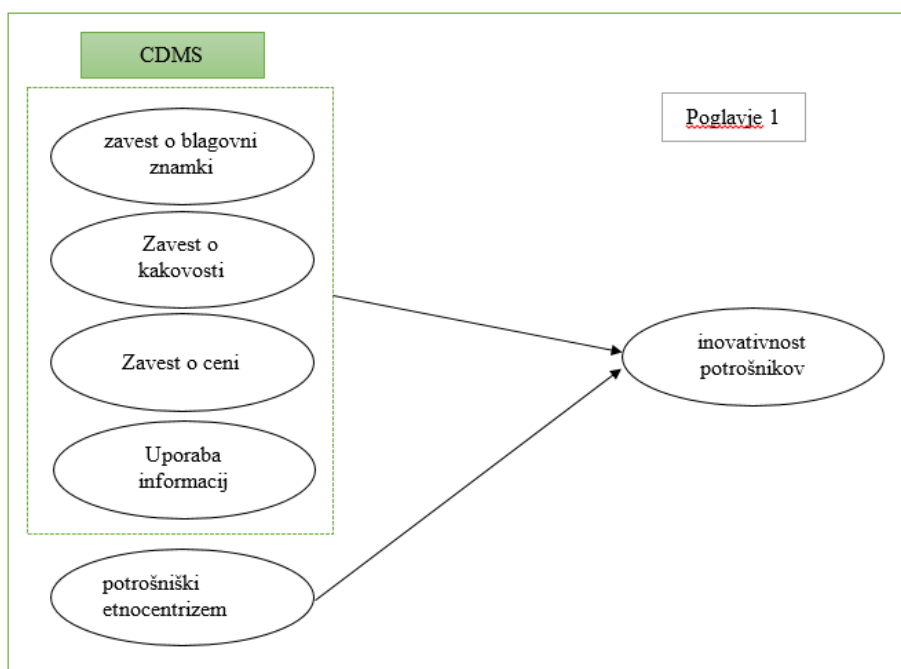 CDMS
Poglavje 1
zavest o blagovni
znamki
Zavest o
kakovosti
Zavest o ceni
Uporaba
informacij
potrošniški
etnocentrizem
inovativnost
potrošnikov